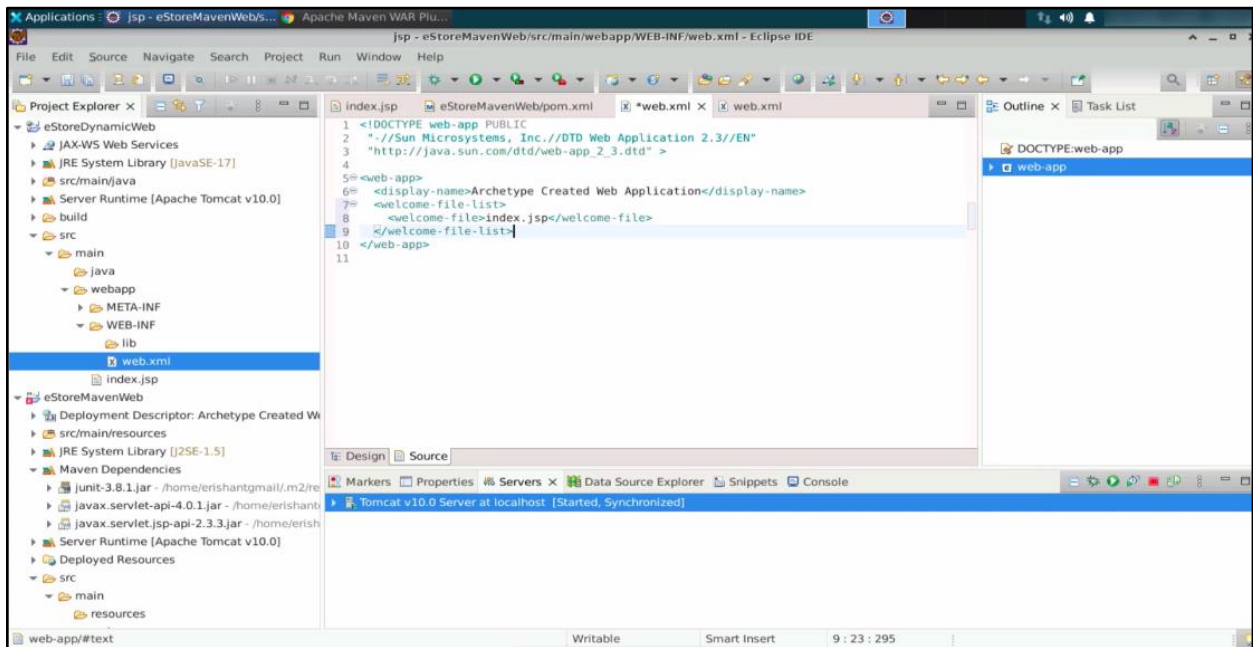 Applications : jsp - eStoreMavenWeb/s... Apache Maven WAR Plu...
jsp - eStoreMavenWeb/src/main/webapp/WEB-INF/web.xml - Eclipse IDE
File Edit Source Navigate Search Project Run Window Help
Project Explorer
eStoreDynamicWeb
JAX-WS Web Services
JRE System Library [JavaSE-17]
src/main/java
Server Runtime [Apache Tomcat v10.0]
build
src
main
java
webapp
META-INF
WEB-INF
lib
web.xml
index.jsp
eStoreMavenWeb
Deployment Descriptor: Archetype Created W
src/main/resources
JRE System Library [J2SE-1.5]
Maven Dependencies
junit-3.8.1.jar - /home/erishantgmail/.m2/re
javax.servlet-api-4.0.1.jar - /home/erishant
javax.servlet.jsp-api-2.3.3.jar - /home/erish
Server Runtime [Apache Tomcat v10.0]
Deployed Resources
src
main
resources
index.jsp eStoreMavenWeb/pom.xml *web.xml web.xml
1 <!DOCTYPE web-app PUBLIC
2 "-//Sun Microsystems, Inc.//DTD Web Application 2.3//EN"
3 "http://java.sun.com/dtd/web-app_2_3.dtd" >
4
5 <web-app>
6 <display-name>Archetype Created Web Application</display-name>
7 <welcome-file-list>
8 <welcome-file>index.jsp</welcome-file>
9 </welcome-file-list>
10 </web-app>
11
Design Source
Outline Task List
DOCTYPE:web-app
web-app
Markers Properties Servers Data Source Explorer Snippets Console
Tomcat v10.0 Server at localhost [Started, Synchronized]
web-app/#text Writable Smart Insert 9 : 23 : 295